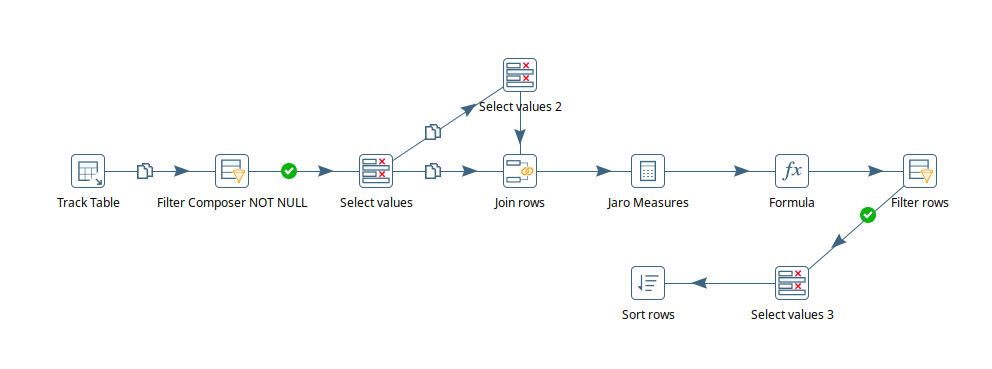 Select values 2
Track Table
Filter Composer NOT NULL
Select values
Join rows
Jaro Measures
fx
Formula
Filter rows
Sort rows
Select values 3